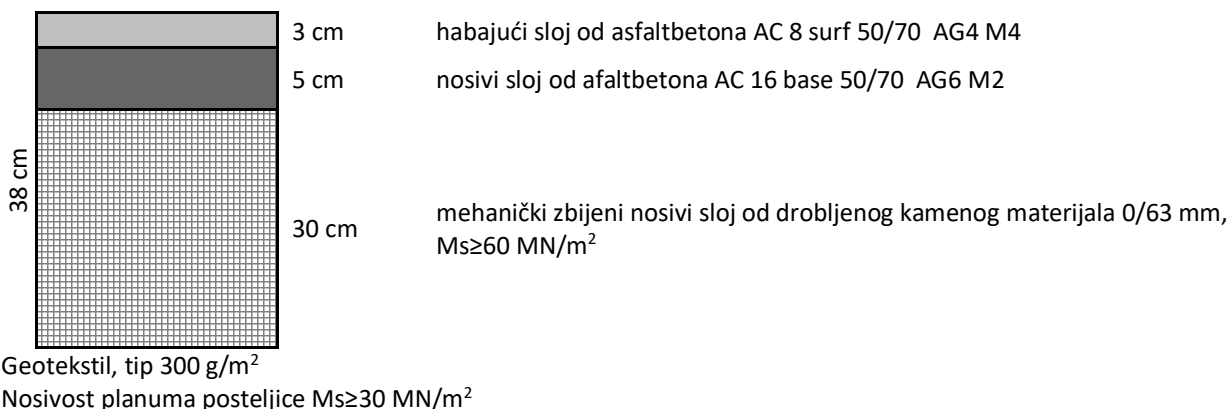 3 cm habajući sloj od asfaltbetona AC 8 surf 50/70 AG4 M4
5 cm nosivi sloj od afaltbetona AC 16 base 50/70 AG6 M2
38 cm
30 cm mehanički zbijeni nosivi sloj od drobljenog kamenog materijala 0/63 mm,
Ms≥60 MN/m²
Geotekstil, tip 300 g/m²
Nosivost planuma posteljice Ms≥30 MN/m²